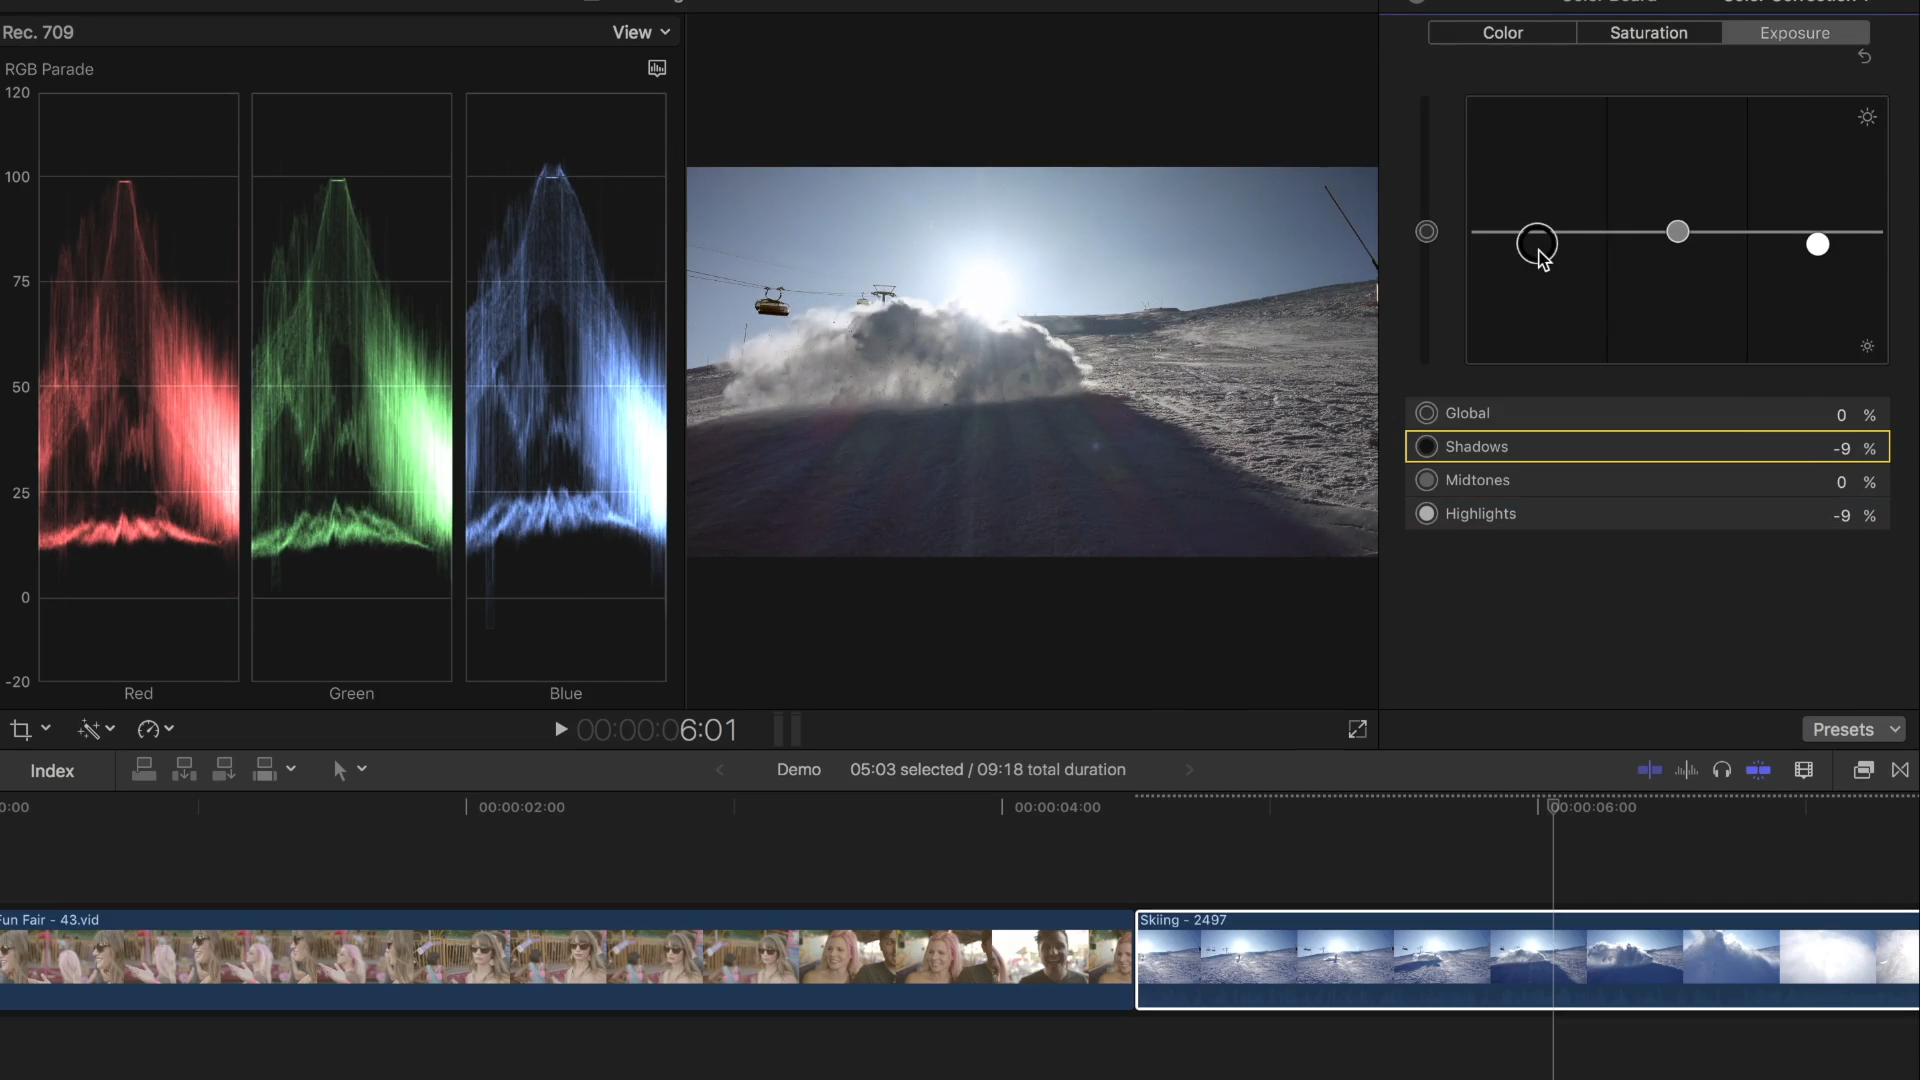 Rec. 709
View
RGB Parade
120
100
75
50
25
0
-20
Red
Green
Blue
Color
Saturation
Exposure
Global 0 %
Shadows -9 %
Midtones 0 %
Highlights -9 %
00:00:06:01
Presets
Index
Demo
05:03 selected / 09:18 total duration
0:00
00:00:02:00
00:00:04:00
00:00:06:00
Fun Fair - 43.vid
Skiing - 2497